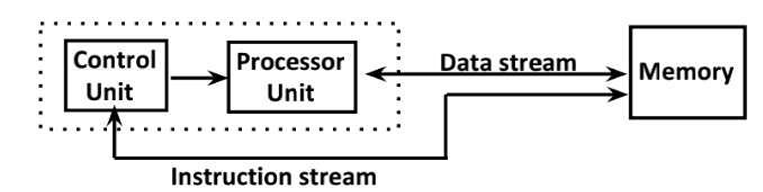 Control
Unit
Processor
Unit
Data stream
Memory
Instruction stream